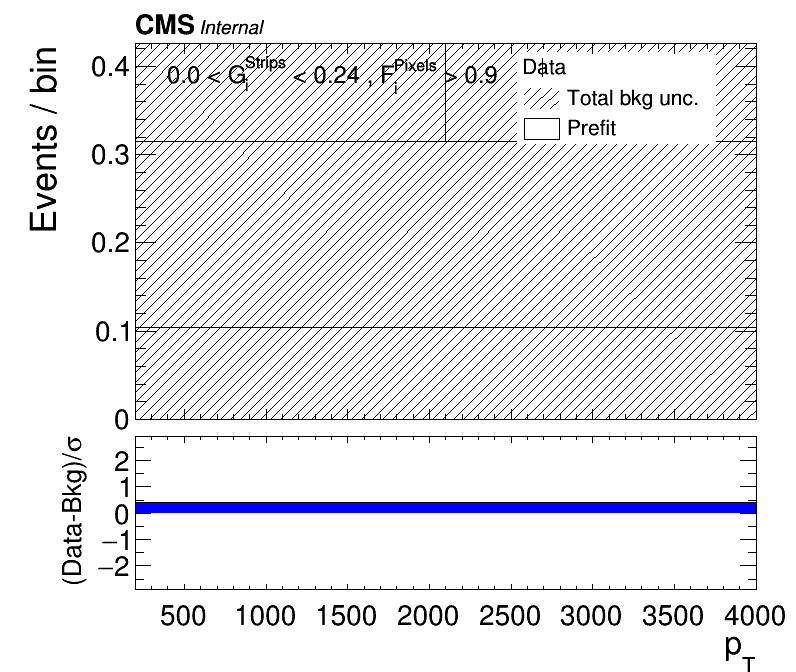 CMS Internal
Events / bin
0.4
0.3
0.2
0.1
0
0.0 < G_i^Strips < 0.24 , F_i^Pixels > 0.9
Data
Total bkg unc.
Prefit
(Data-Bkg)/σ
2
1
0
−1
−2
500 1000 1500 2000 2500 3000 3500 4000
p_T